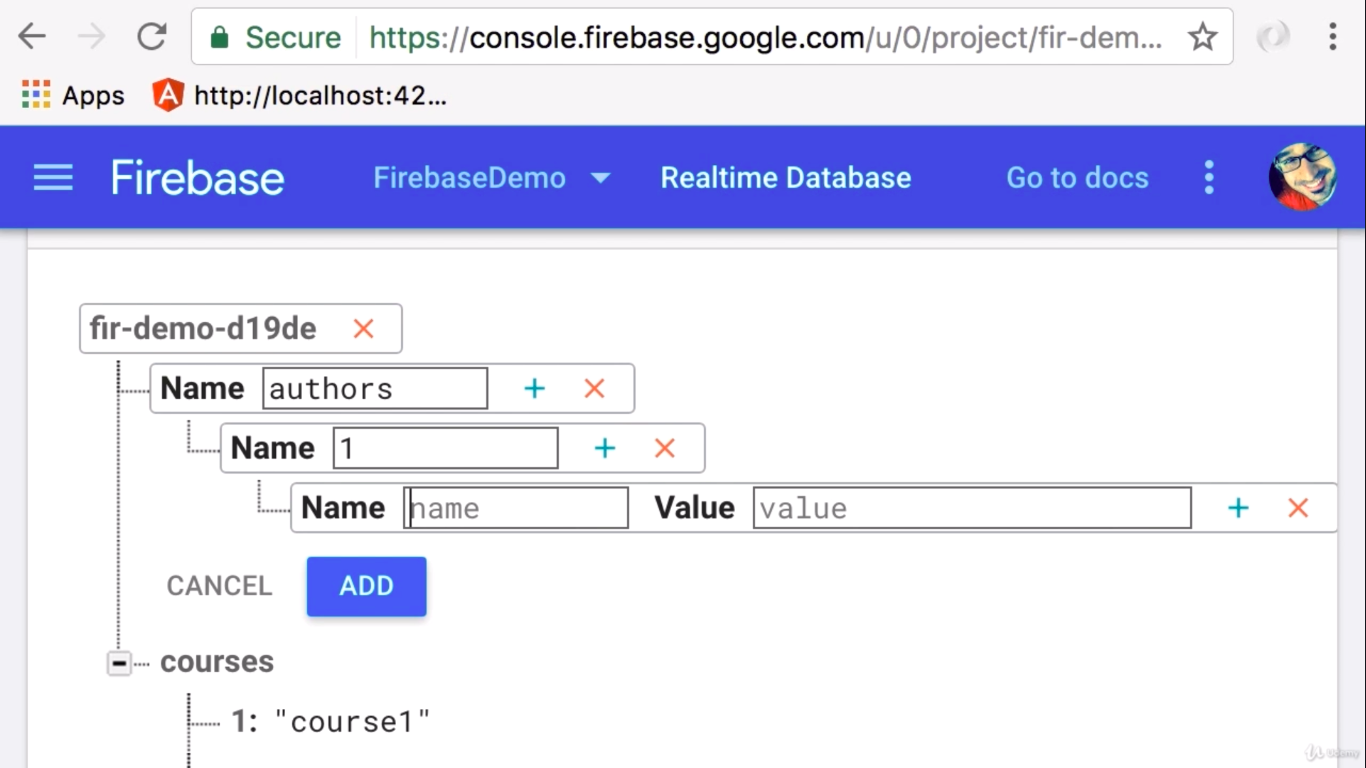 Secure https://console.firebase.google.com/u/0/project/fir-dem...
Apps http://localhost:42...
Firebase FirebaseDemo Realtime Database Go to docs
fir-demo-d19de
Name authors
Name 1
Name name Value value
CANCEL ADD
courses
1: "course1"
Udemy